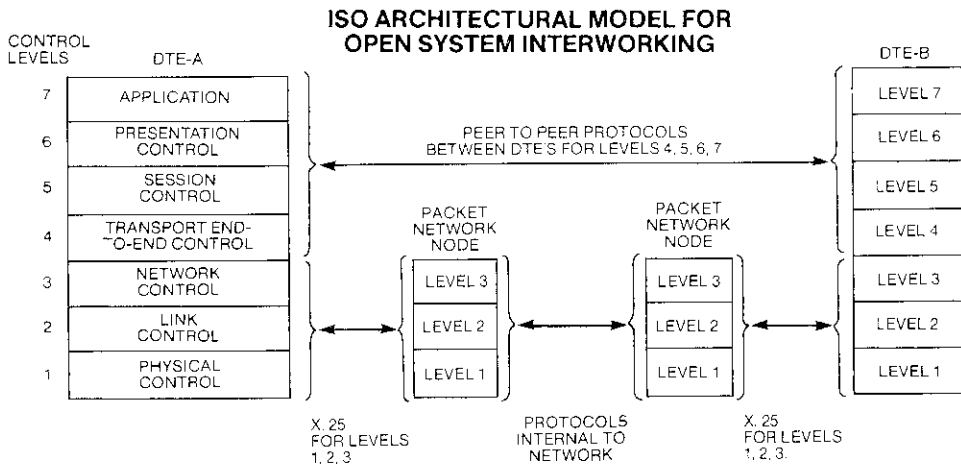 ISO ARCHITECTURAL MODEL FOR
OPEN SYSTEM INTERWORKING
CONTROL
LEVELS
DTE-A
DTE-B
7
APPLICATION
6
PRESENTATION
CONTROL
5
SESSION
CONTROL
4
TRANSPORT END-
TO-END CONTROL
3
NETWORK
CONTROL
2
LINK
CONTROL
1
PHYSICAL
CONTROL
PEER TO PEER PROTOCOLS
BETWEEN DTE'S FOR LEVELS 4, 5, 6, 7
PACKET
NETWORK
NODE
LEVEL 3
LEVEL 2
LEVEL 1
PACKET
NETWORK
NODE
LEVEL 3
LEVEL 2
LEVEL 1
LEVEL 7
LEVEL 6
LEVEL 5
LEVEL 4
LEVEL 3
LEVEL 2
LEVEL 1
X. 25
FOR LEVELS
1, 2, 3
PROTOCOLS
INTERNAL TO
NETWORK
X. 25
FOR LEVELS
1, 2, 3.